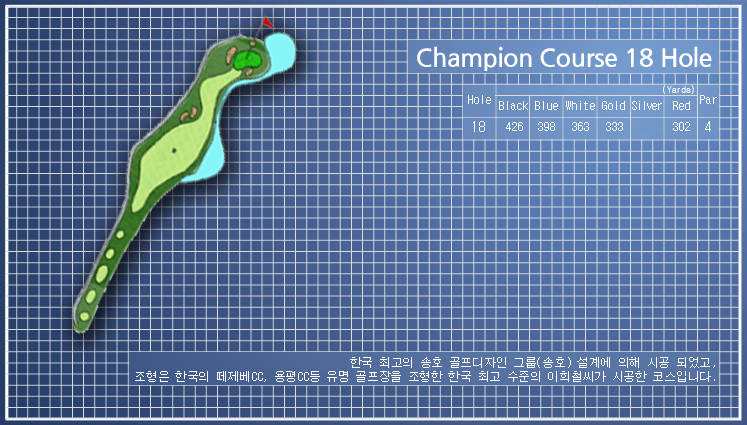 Champion Course 18 Hole
(Yards)
Hole Black Blue White Gold Silver Red Par
18 426 398 363 333 302 4
한국 최고의 송호 골프디자인 그룹(송호) 설계에 의해 시공 되었고,
조형은 한국의 떼제베CC, 용평CC등 유명 골프장을 조형한 한국 최고 수준의 이희철씨가 시공한 코스입니다.